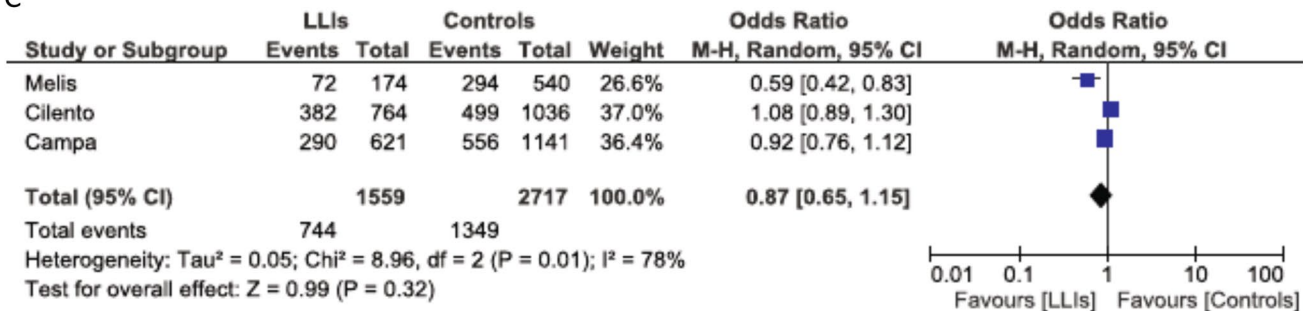 C
LLIs Controls Odds Ratio Odds Ratio
Study or Subgroup Events Total Events Total Weight M-H, Random, 95% CI M-H, Random, 95% CI
Melis 72 174 294 540 26.6% 0.59 [0.42, 0.83]
Cilento 382 764 499 1036 37.0% 1.08 [0.89, 1.30]
Campa 290 621 556 1141 36.4% 0.92 [0.76, 1.12]
Total (95% CI) 1559 2717 100.0% 0.87 [0.65, 1.15]
Total events 744 1349
Heterogeneity: Tau² = 0.05; Chi² = 8.96, df = 2 (P = 0.01); I² = 78%
Test for overall effect: Z = 0.99 (P = 0.32)
0.01 0.1 1 10 100
Favours [LLIs] Favours [Controls]